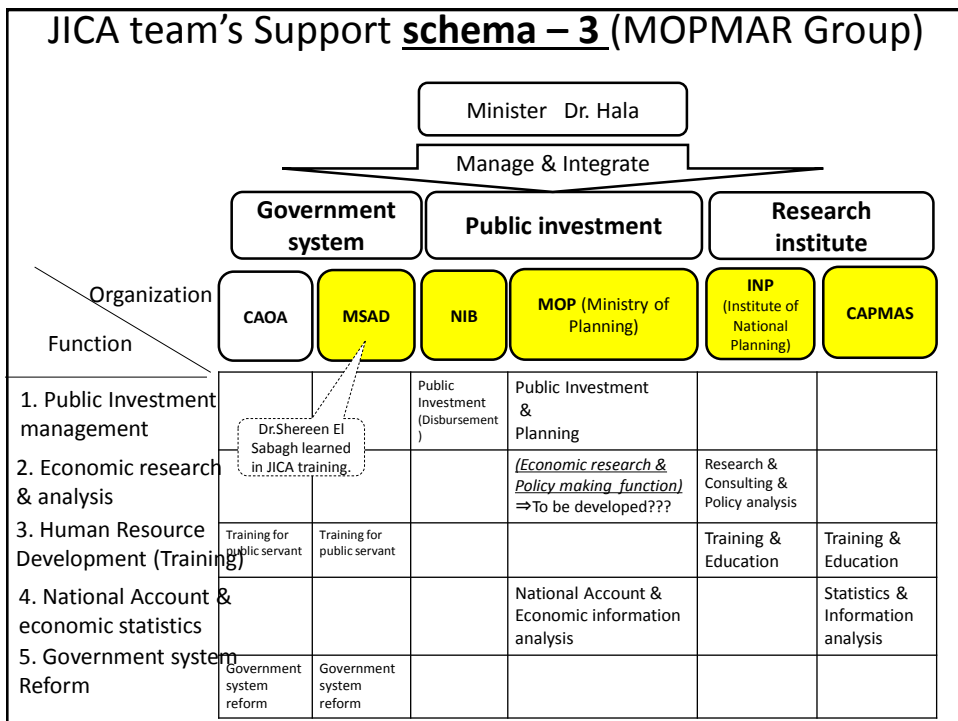 JICA team's Support schema – 3 (MOPMAR Group)
Minister Dr. Hala
Manage & Integrate
Government
system
Public investment
Research
institute
Organization
Function
CAOA
MSAD
NIB
MOP (Ministry of
Planning)
INP
(Institute of
National
Planning)
CAPMAS
1. Public Investment
management
Public
Investment
(Disbursement
)
Public Investment
&
Planning
Dr.Shereen El
Sabagh learned
in JICA training.
2. Economic research
& analysis
(Economic research &
Policy making function)
⇒To be developed???
Research &
Consulting &
Policy analysis
3. Human Resource
Development (Training)
Training for
public servant
Training for
public servant
Training &
Education
Training &
Education
4. National Account &
economic statistics
National Account &
Economic information
analysis
Statistics &
Information
analysis
5. Government system
Reform
Government
system
reform
Government
system
reform